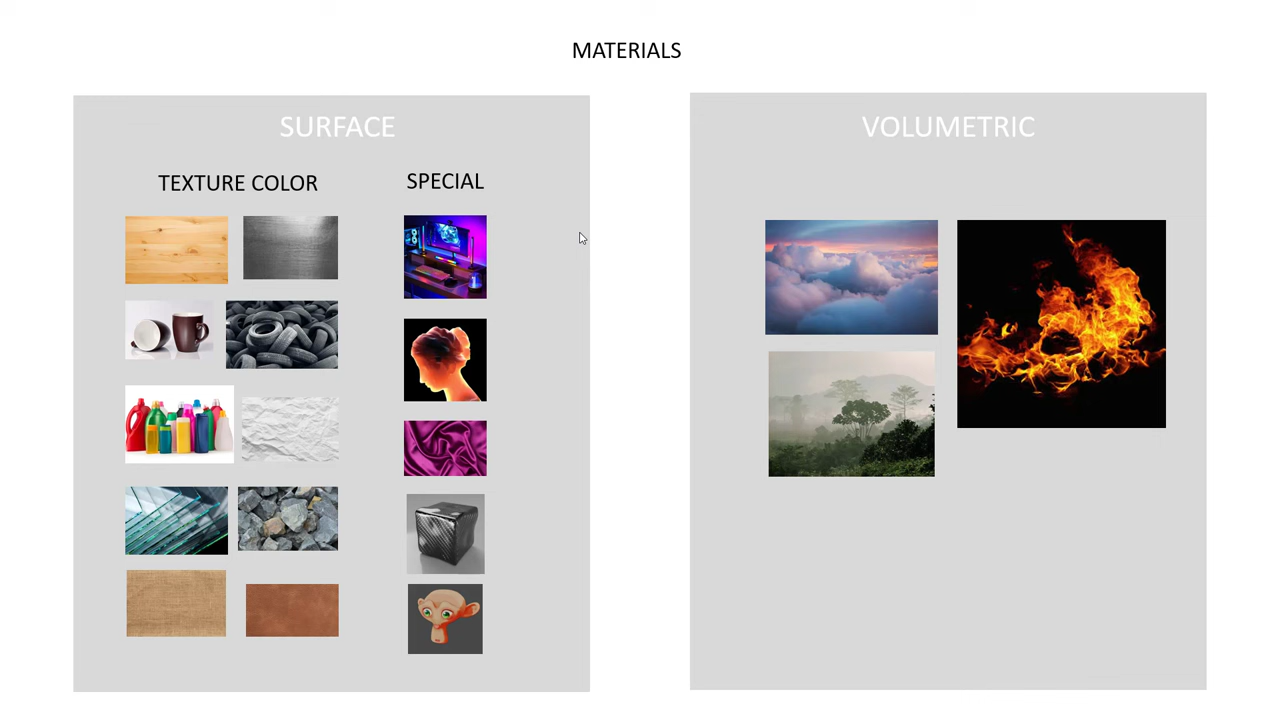 MATERIALS
SURFACE
TEXTURE COLOR
SPECIAL
VOLUMETRIC